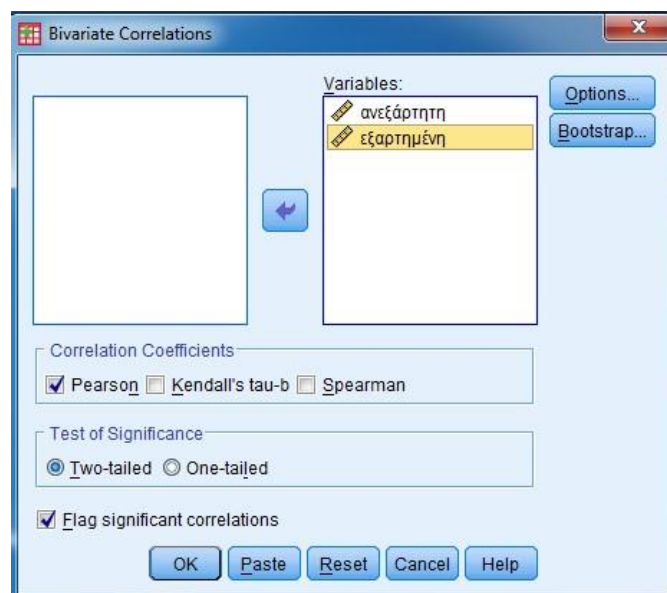 Bivariate Correlations
X
Variables:
ανεξάρτητη
εξαρτημένη
Options...
Bootstrap...
Correlation Coefficients
Pearson Kendall's tau-b Spearman
Test of Significance
Two-tailed One-tailed
Flag significant correlations
OK Paste Reset Cancel Help